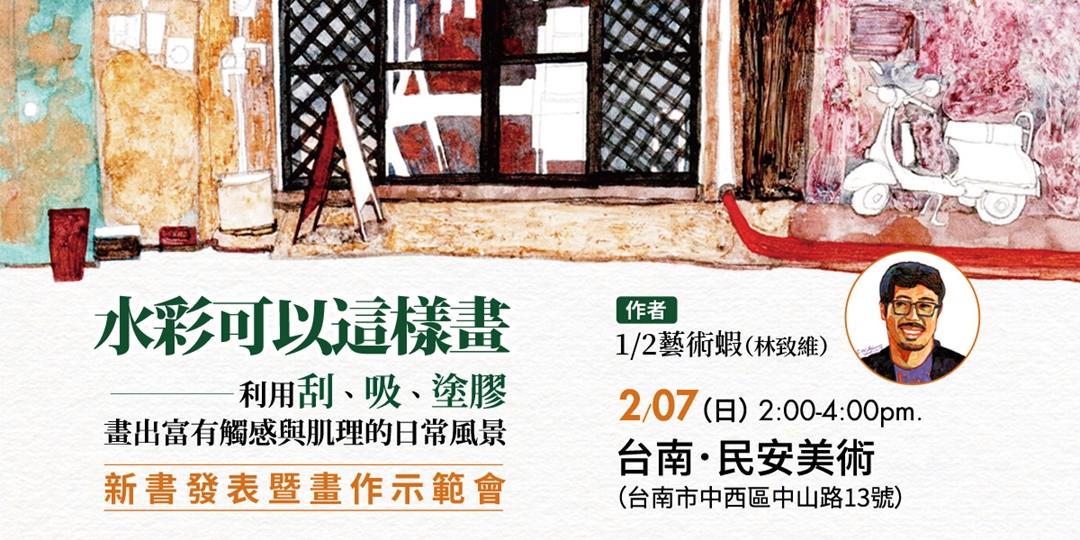 水彩可以這樣畫
利用刮、吸、塗膠
畫出富有觸感與肌理的日常風景
新書發表暨畫作示範會
作者
1/2藝術蝦(林致維)
2/07(日) 2:00-4:00pm.
台南·民安美術
(台南市中西區中山路13號)